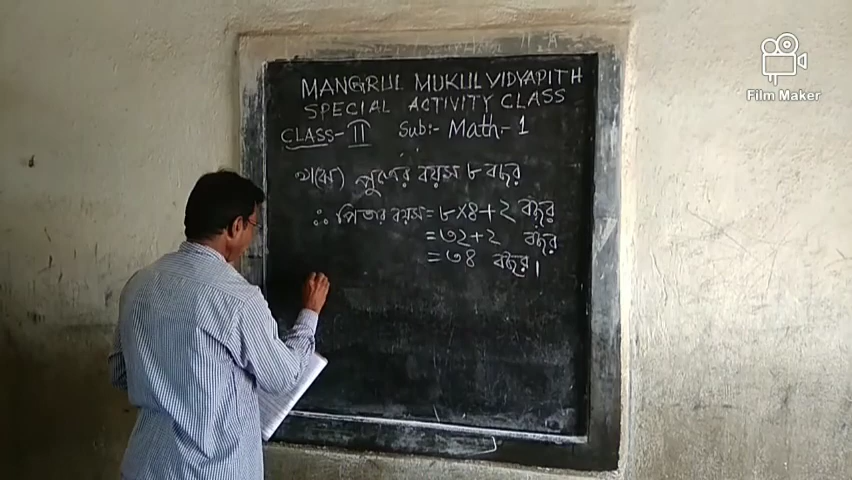 MANGRUL MUKUL VIDYAPITH
SPECIAL ACTIVITY CLASS
CLASS-II Sub:- Math:- 1
পুত্রের বয়স ৮ বছর
∴ পিতার বয়স = ৮×৪+২ বছর
= ৩২+২ বছর
= ৩৪ বছর।
Film Maker